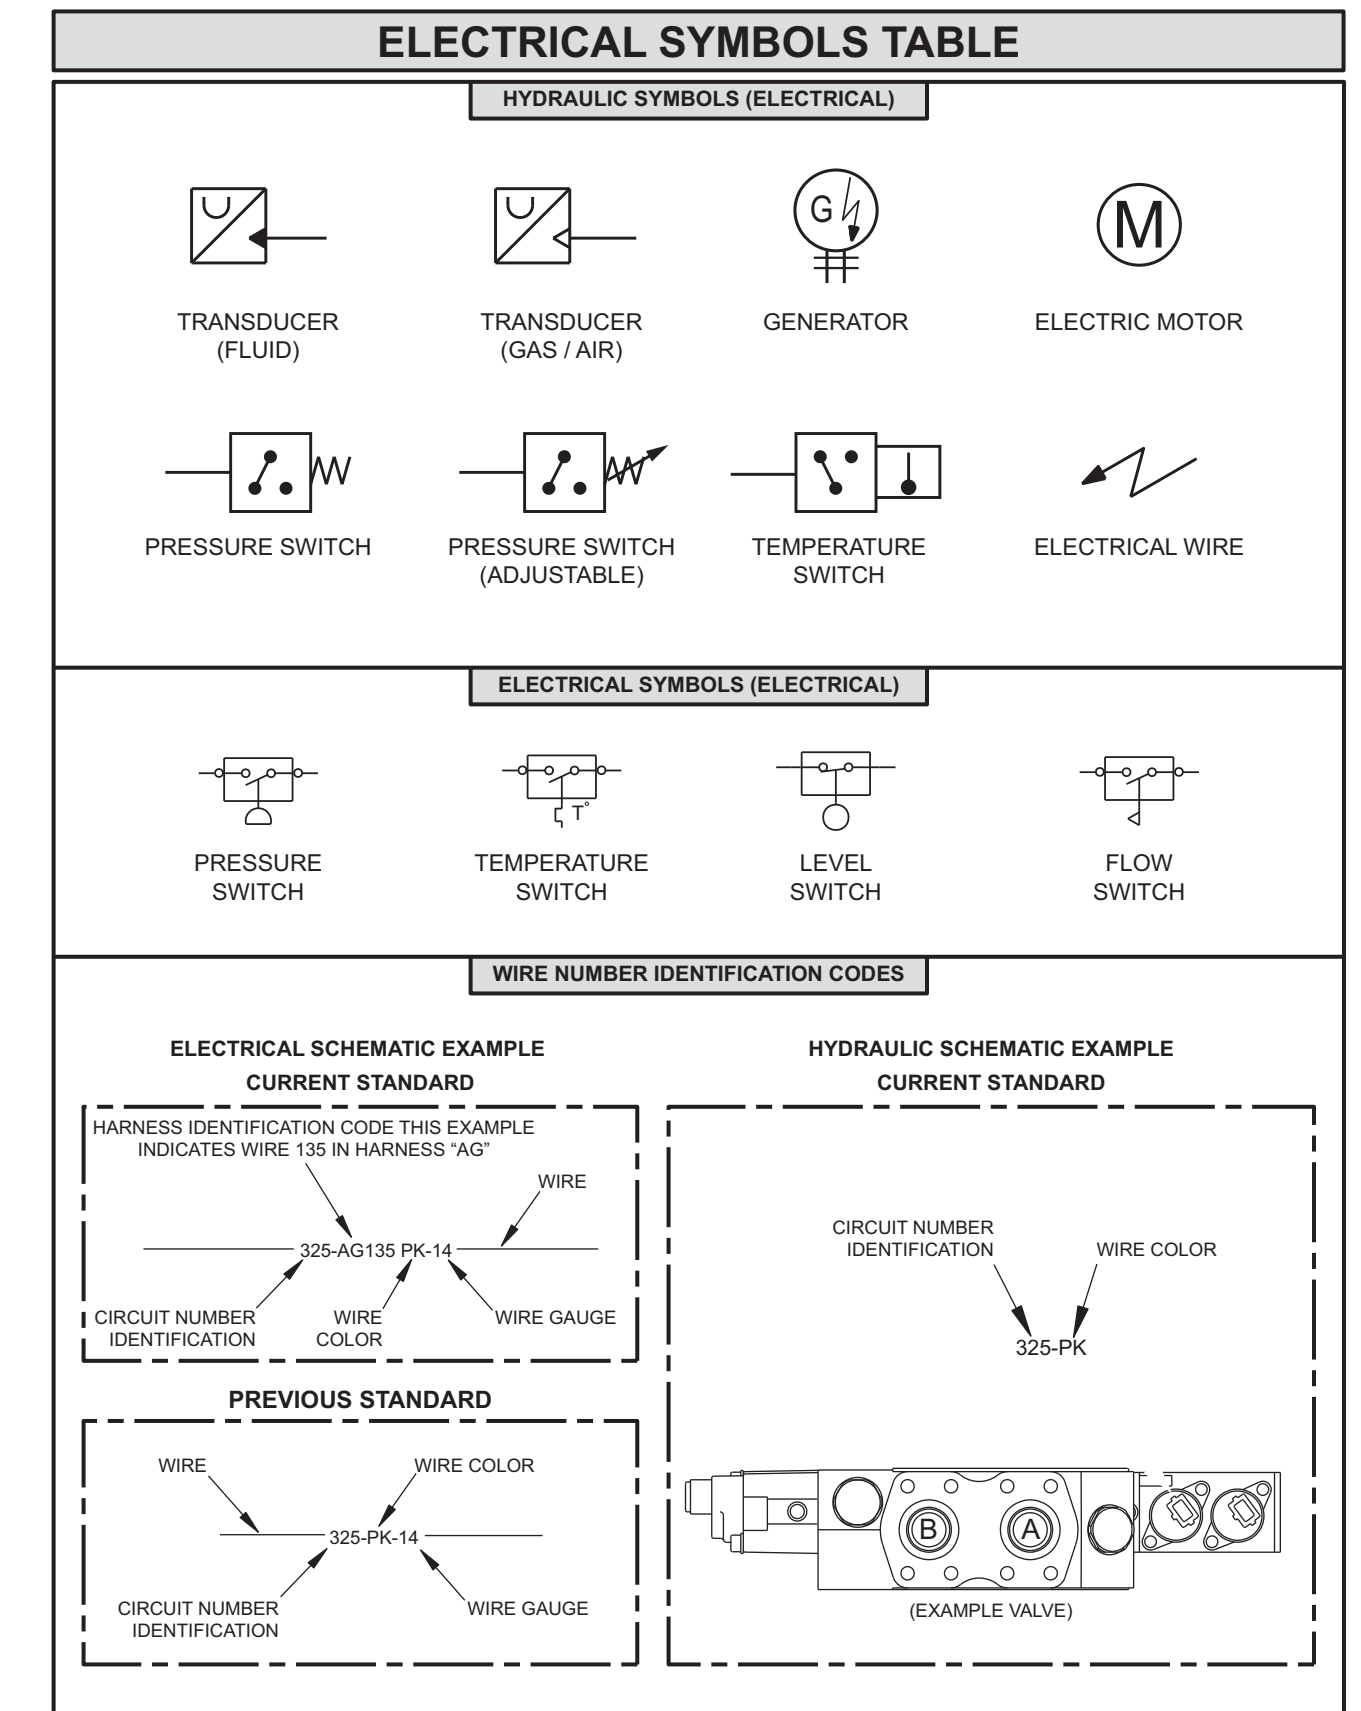 ELECTRICAL SYMBOLS TABLE
HYDRAULIC SYMBOLS (ELECTRICAL)
U
U
G
M
TRANSDUCER
(FLUID)
TRANSDUCER
(GAS / AIR)
GENERATOR
ELECTRIC MOTOR
PRESSURE SWITCH
PRESSURE SWITCH
(ADJUSTABLE)
TEMPERATURE
SWITCH
ELECTRICAL WIRE
ELECTRICAL SYMBOLS (ELECTRICAL)
T°
PRESSURE
SWITCH
TEMPERATURE
SWITCH
LEVEL
SWITCH
FLOW
SWITCH
WIRE NUMBER IDENTIFICATION CODES
ELECTRICAL SCHEMATIC EXAMPLE
CURRENT STANDARD
HARNESS IDENTIFICATION CODE THIS EXAMPLE
INDICATES WIRE 135 IN HARNESS “AG”
WIRE
325-AG135 PK-14
CIRCUIT NUMBER
IDENTIFICATION
WIRE
COLOR
WIRE GAUGE
PREVIOUS STANDARD
WIRE
WIRE COLOR
325-PK-14
CIRCUIT NUMBER
IDENTIFICATION
WIRE GAUGE
HYDRAULIC SCHEMATIC EXAMPLE
CURRENT STANDARD
CIRCUIT NUMBER
IDENTIFICATION
WIRE COLOR
325-PK
B
A
(EXAMPLE VALVE)